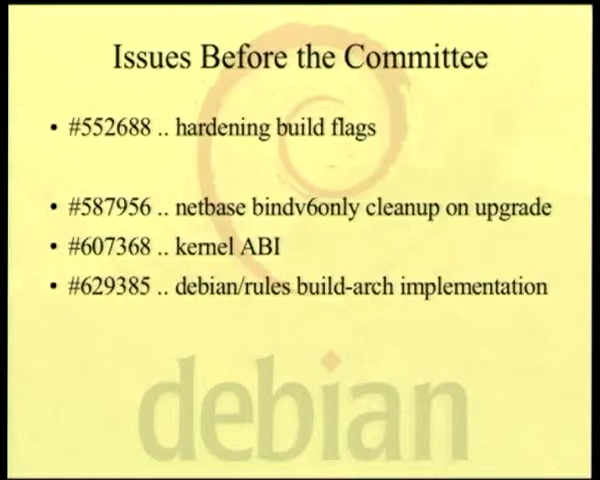 Issues Before the Committee
• #552688 .. hardening build flags
• #587956 .. netbase bindv6only cleanup on upgrade
• #607368 .. kernel ABI
• #629385 .. debian/rules build-arch implementation
debian